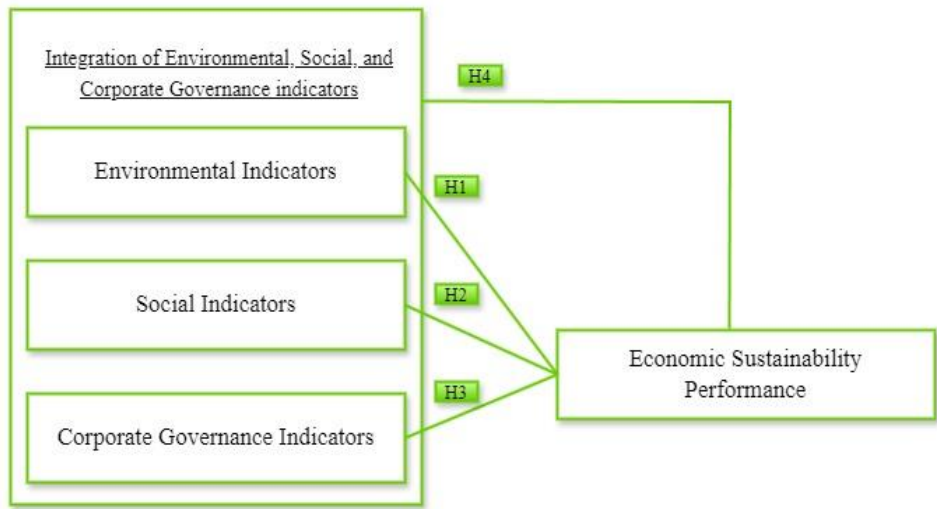 Integration of Environmental, Social, and
Corporate Governance indicators
H4
Environmental Indicators
H1
Social Indicators
H2
Economic Sustainability
Performance
H3
Corporate Governance Indicators